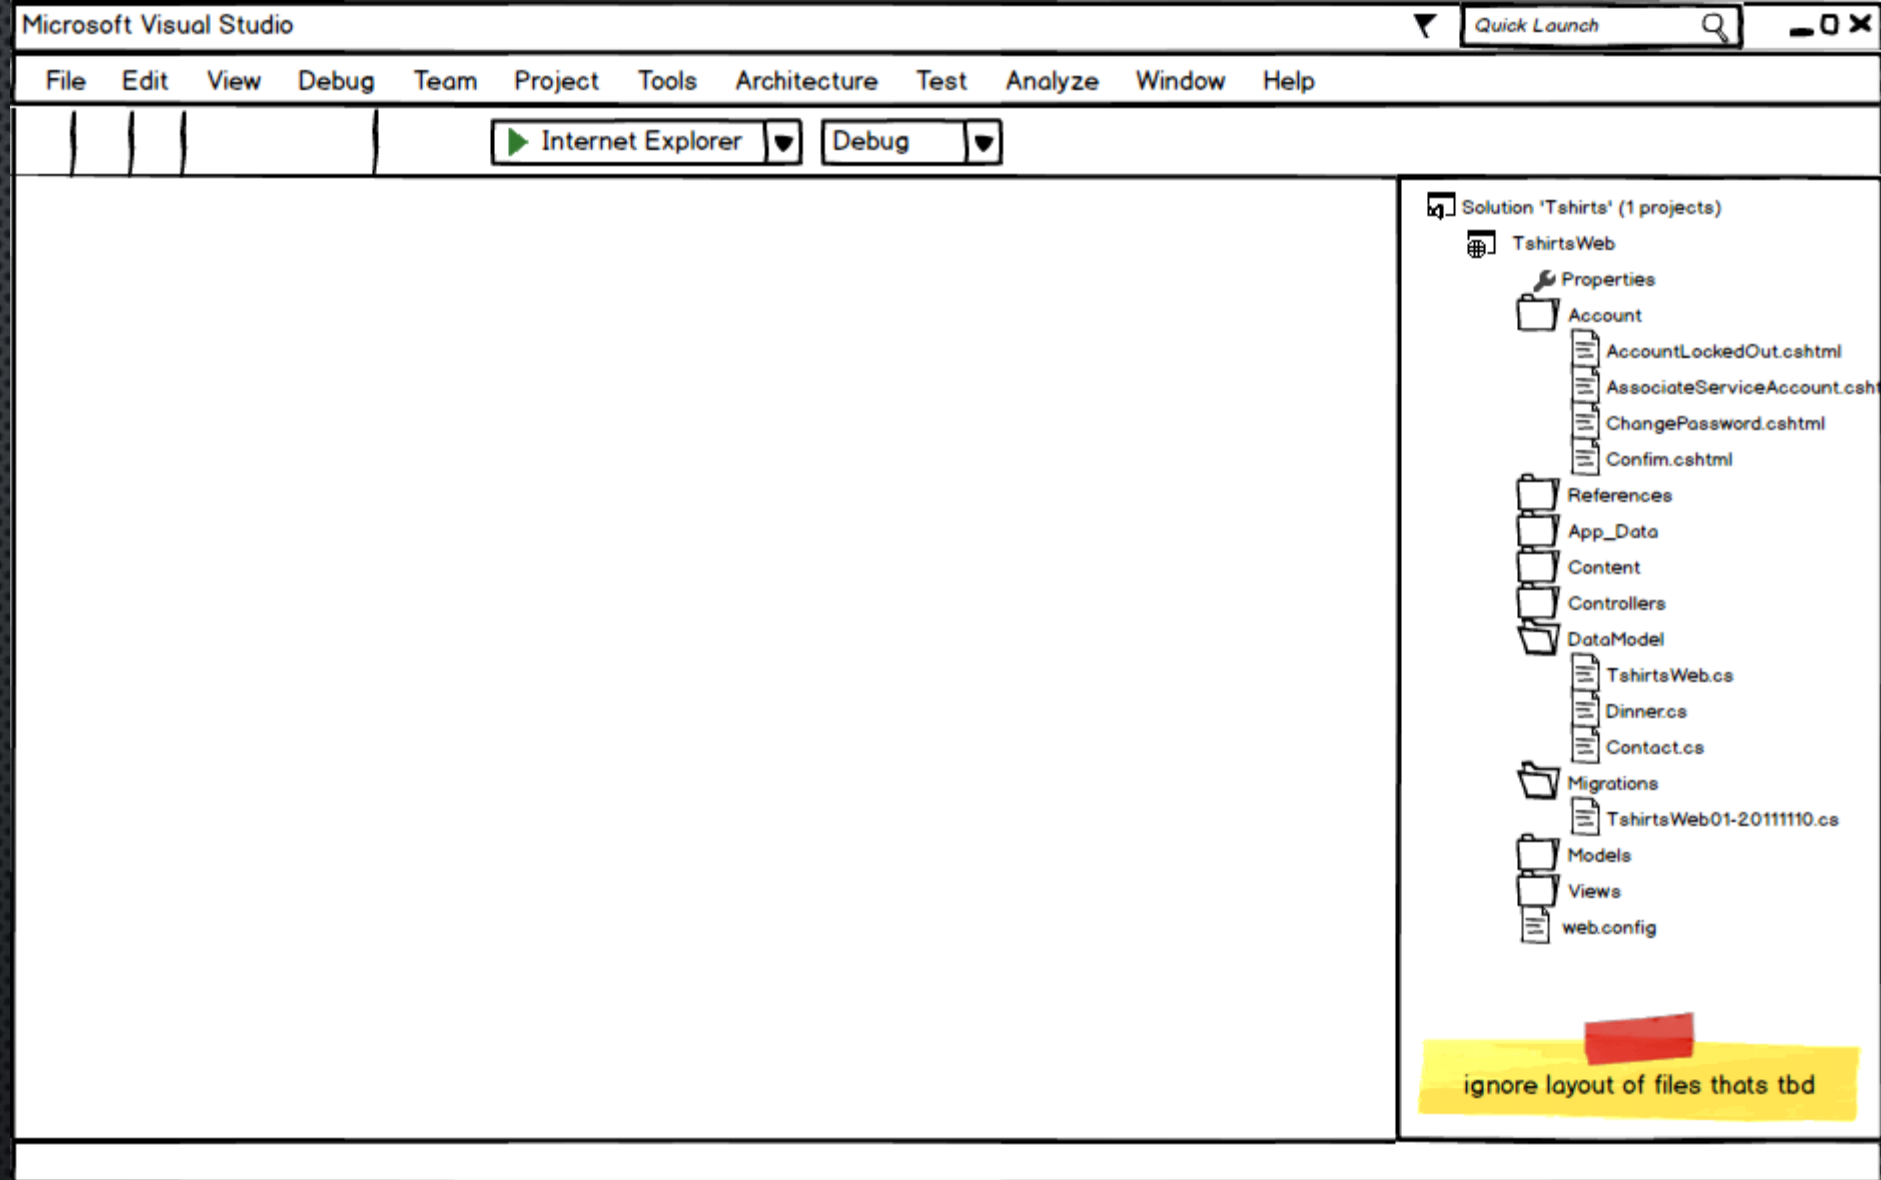 Microsoft Visual Studio
Quick Launch
File Edit View Debug Team Project Tools Architecture Test Analyze Window Help
Internet Explorer Debug
Solution 'Tshirts' (1 projects)
TshirtsWeb
Properties
Account
AccountLockedOut.cshtml
AssociateServiceAccount.csht
ChangePassword.cshtml
Confim.cshtml
References
App_Data
Content
Controllers
DataModel
TshirtsWeb.cs
Dinner.cs
Contact.cs
Migrations
TshirtsWeb01-20111110.cs
Models
Views
web.config
ignore layout of files thats tbd